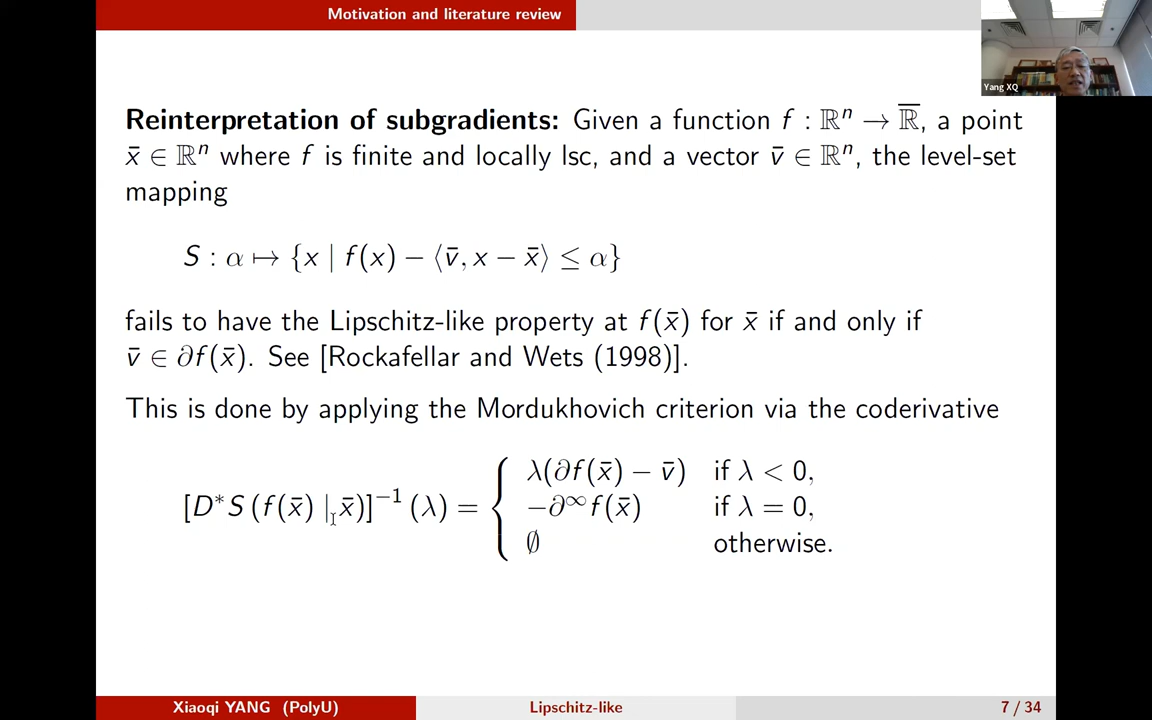 Motivation and literature review
Yang XQ
Reinterpretation of subgradients: Given a function f : ℝⁿ → ℝ̅, a point
x̄ ∈ ℝⁿ where f is finite and locally lsc, and a vector v̄ ∈ ℝⁿ, the level-set
mapping
S : α ↦ {x | f(x) − ⟨v̄, x − x̄⟩ ≤ α}
fails to have the Lipschitz-like property at f(x̄) for x̄ if and only if
v̄ ∈ ∂f(x̄). See [Rockafellar and Wets (1998)].
This is done by applying the Mordukhovich criterion via the coderivative
[D*S (f(x̄) | x̄)]⁻¹ (λ) = { λ(∂f(x̄) − v̄) if λ < 0,
−∂^∞ f(x̄) if λ = 0,
∅ otherwise.
Xiaoqi YANG (PolyU)
Lipschitz-like
7 / 34